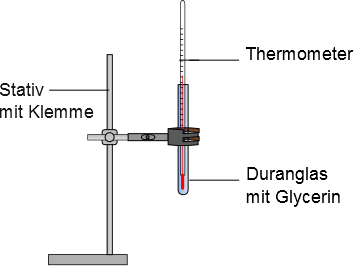 Thermometer
Stativ
mit Klemme
Duranglas
mit Glycerin